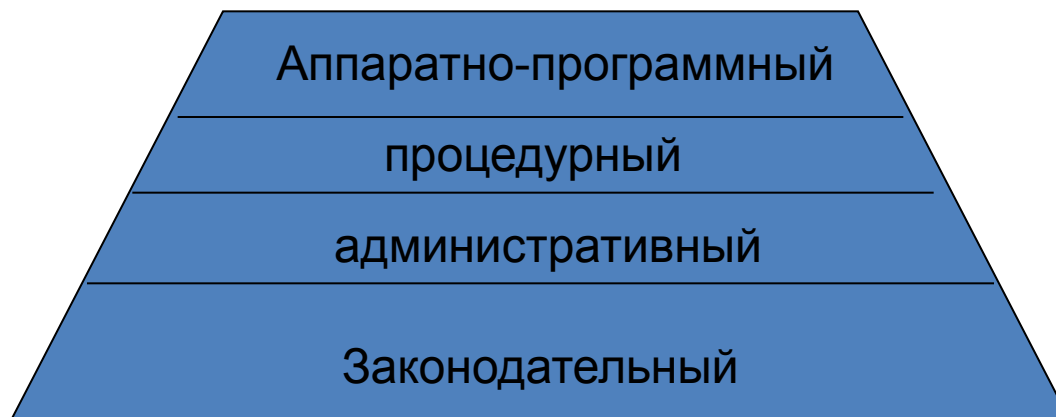 Аппаратно-программный
процедурный
административный
Законодательный